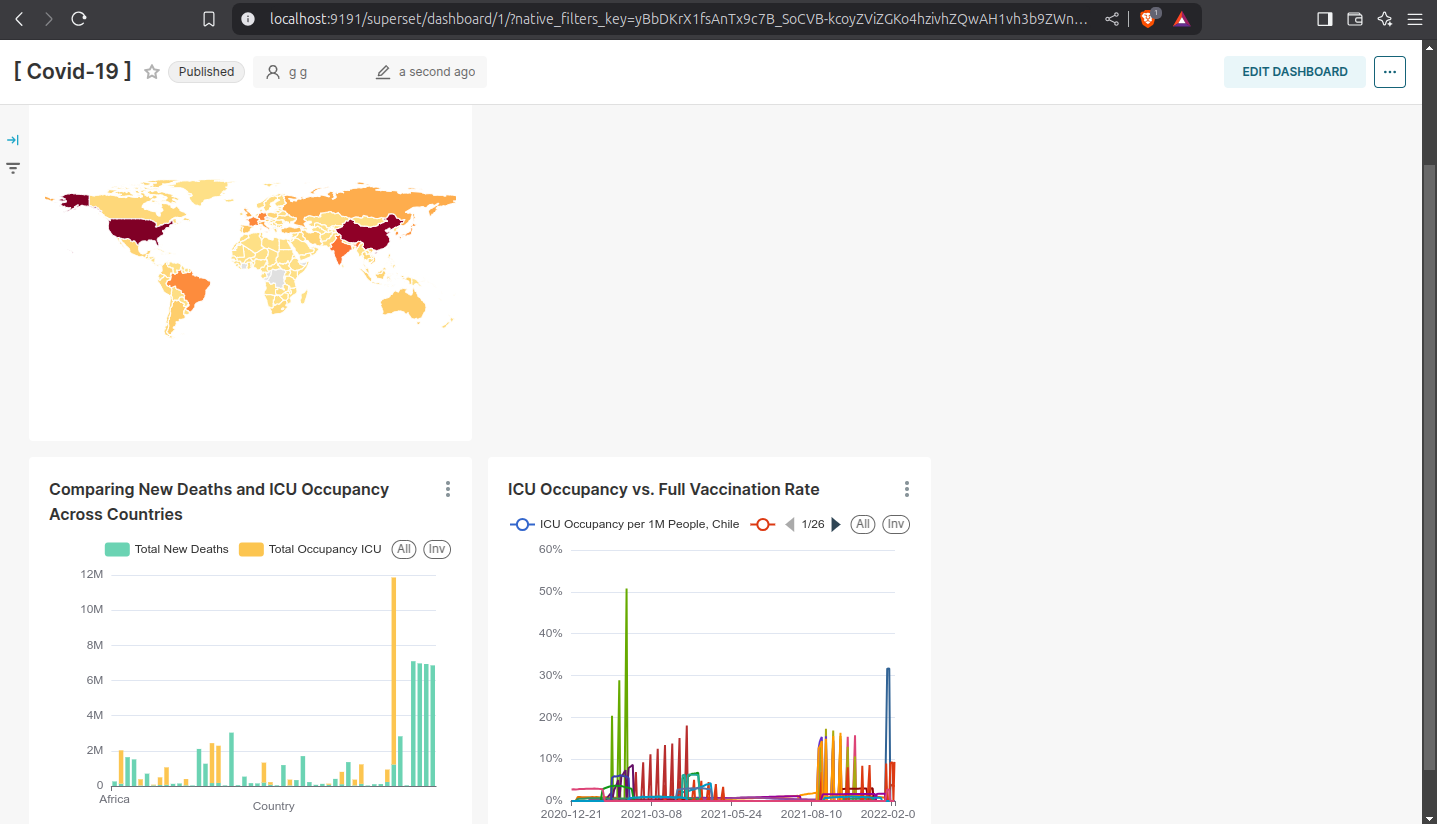 localhost:9191/superset/dashboard/1/?native_filters_key=yBbDKrX1fsAnTx9c7B_SoCVB-kcoyZViZGKo4hzivhZQwAH1vh3b9ZWn...
1
[ Covid-19 ]
Published
g g
a second ago
EDIT DASHBOARD
Comparing New Deaths and ICU Occupancy
Across Countries
Total New Deaths
Total Occupancy ICU
All
Inv
12M
10M
8M
6M
4M
2M
0
Africa
Country
ICU Occupancy vs. Full Vaccination Rate
ICU Occupancy per 1M People, Chile
1/26
All
Inv
60%
50%
40%
30%
20%
10%
0%
2020-12-21
2021-03-08
2021-05-24
2021-08-10
2022-02-0